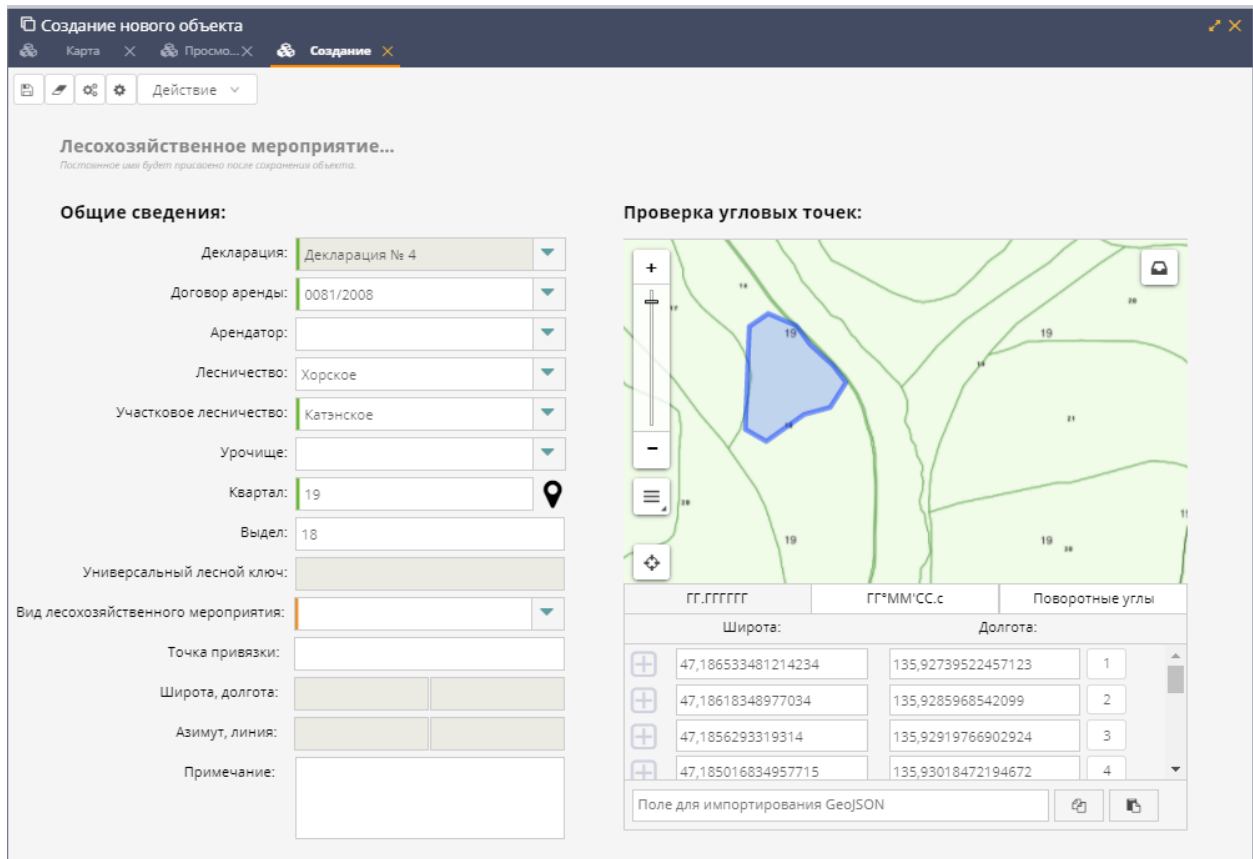 Создание нового объекта
Карта
Просмо...
Создание
Действие
Лесохозяйственное мероприятие...
Постоянное имя будет присвоено после сохранения объекта.
Общие сведения:
Декларация: Декларация № 4
Договор аренды: 0081/2008
Арендатор:
Лесничество: Хорское
Участковое лесничество: Катэнское
Урочище:
Квартал: 19
Выдел: 18
Универсальный лесной ключ:
Вид лесохозяйственного мероприятия:
Точка привязки:
Широта, долгота:
Азимут, линия:
Примечание:
Проверка угловых точек:
+
19
19
21
19
19
−
ГГ.ГГГГГГ ГГ°ММ'СС.с Поворотные углы
Широта: Долгота:
47,186533481214234 135,92739522457123 1
47,18618348977034 135,9285968542099 2
47,1856293319314 135,92919766902924 3
47,185016834957715 135,93018472194672 4
Поле для импортирования GeoJSON